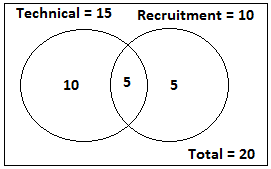 Technical = 15 Recruitment = 10
10 5 5
Total = 20